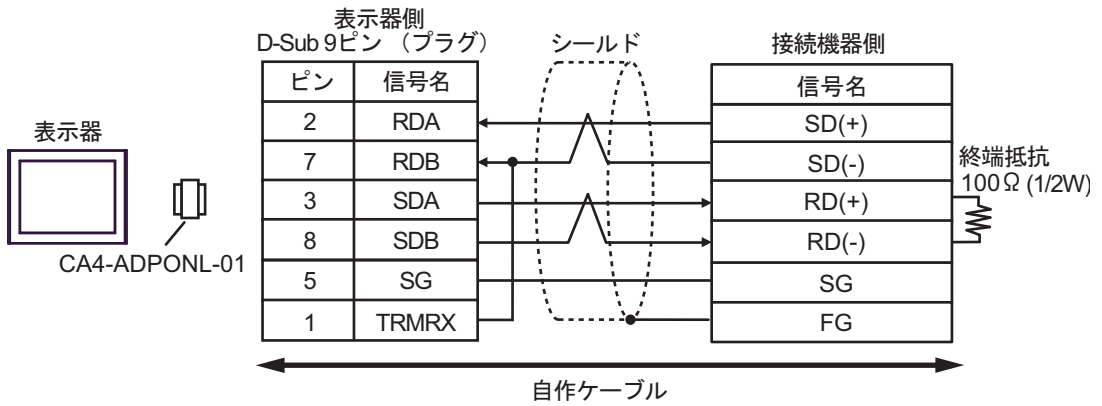 表示器側
D-Sub 9ピン （プラグ）
シールド
接続機器側
ピン 信号名
信号名
2 RDA
SD(+)
7 RDB
SD(-)
3 SDA
RD(+)
8 SDB
RD(-)
5 SG
SG
1 TRMRX
FG
表示器
CA4-ADPONL-01
終端抵抗
100Ω (1/2W)
自作ケーブル